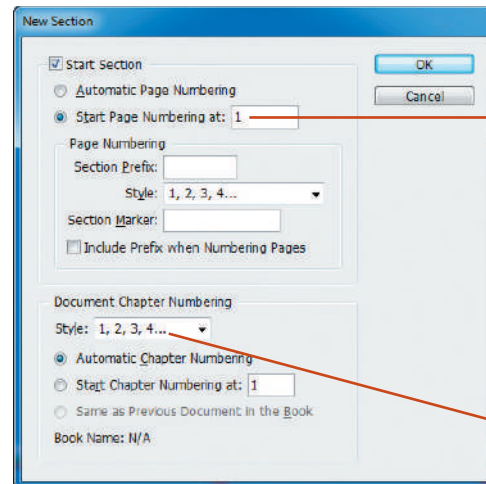 New Section
Start Section
OK
Automatic Page Numbering
Cancel
Start Page Numbering at: 1
Page Numbering
Section Prefix:
Style: 1, 2, 3, 4...
Section Marker:
Include Prefix when Numbering Pages
Document Chapter Numbering
Style: 1, 2, 3, 4...
Automatic Chapter Numbering
Start Chapter Numbering at: 1
Same as Previous Document in the Book
Book Name: N/A